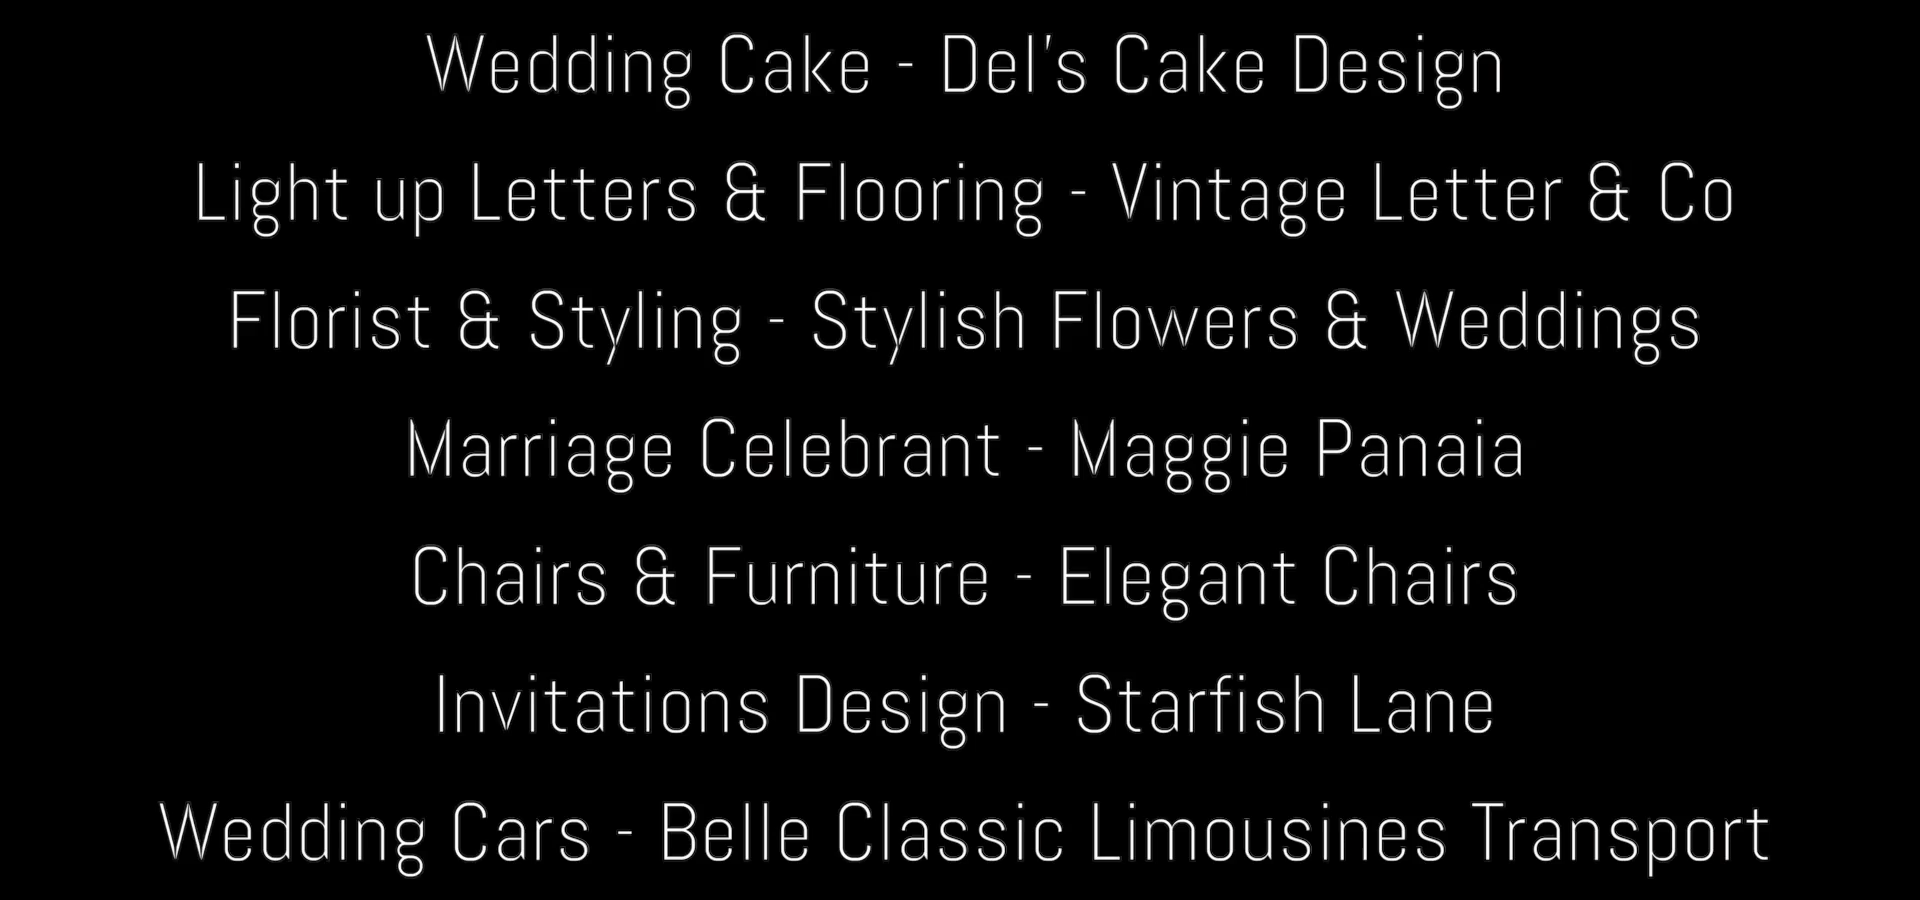 Wedding Cake - Del's Cake Design
Light up Letters & Flooring - Vintage Letter & Co
Florist & Styling - Stylish Flowers & Weddings
Marriage Celebrant - Maggie Panaia
Chairs & Furniture - Elegant Chairs
Invitations Design - Starfish Lane
Wedding Cars - Belle Classic Limousines Transport